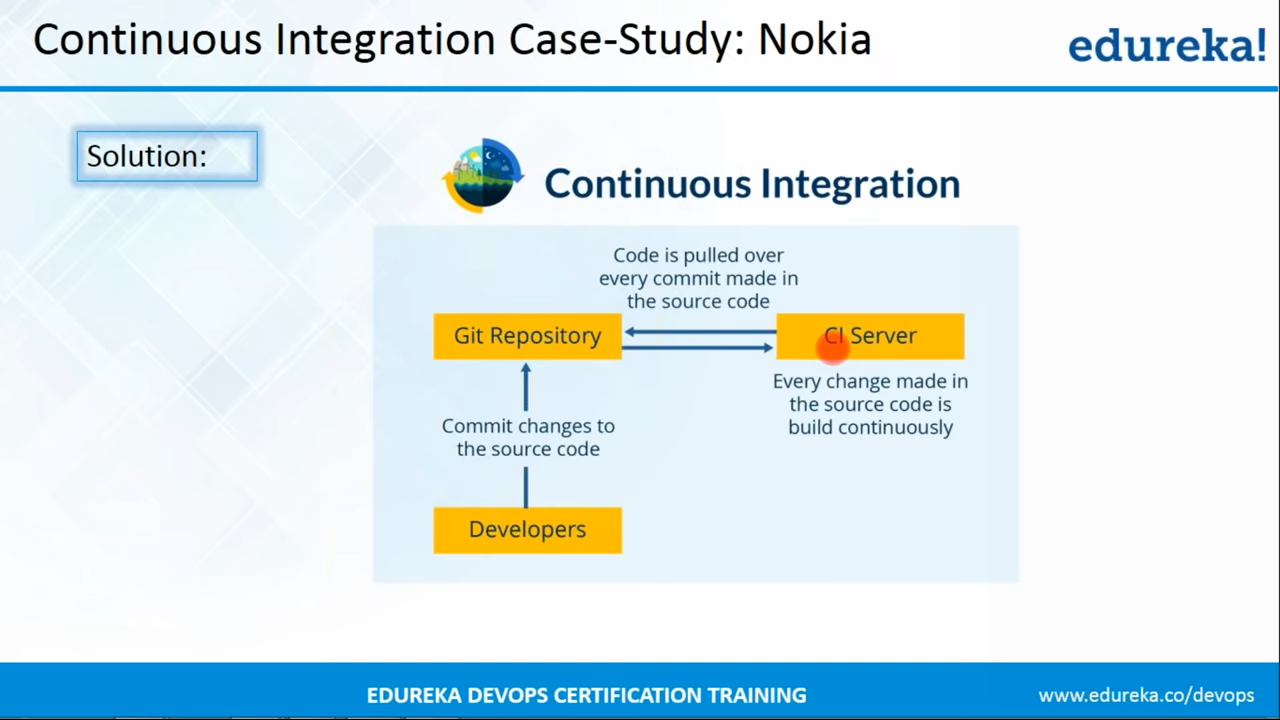 Continuous Integration Case-Study: Nokia
edureka!
Solution:
Continuous Integration
Code is pulled over
every commit made in
the source code
Git Repository
CI Server
Every change made in
the source code is
build continuously
Commit changes to
the source code
Developers
EDUREKA DEVOPS CERTIFICATION TRAINING
www.edureka.co/devops